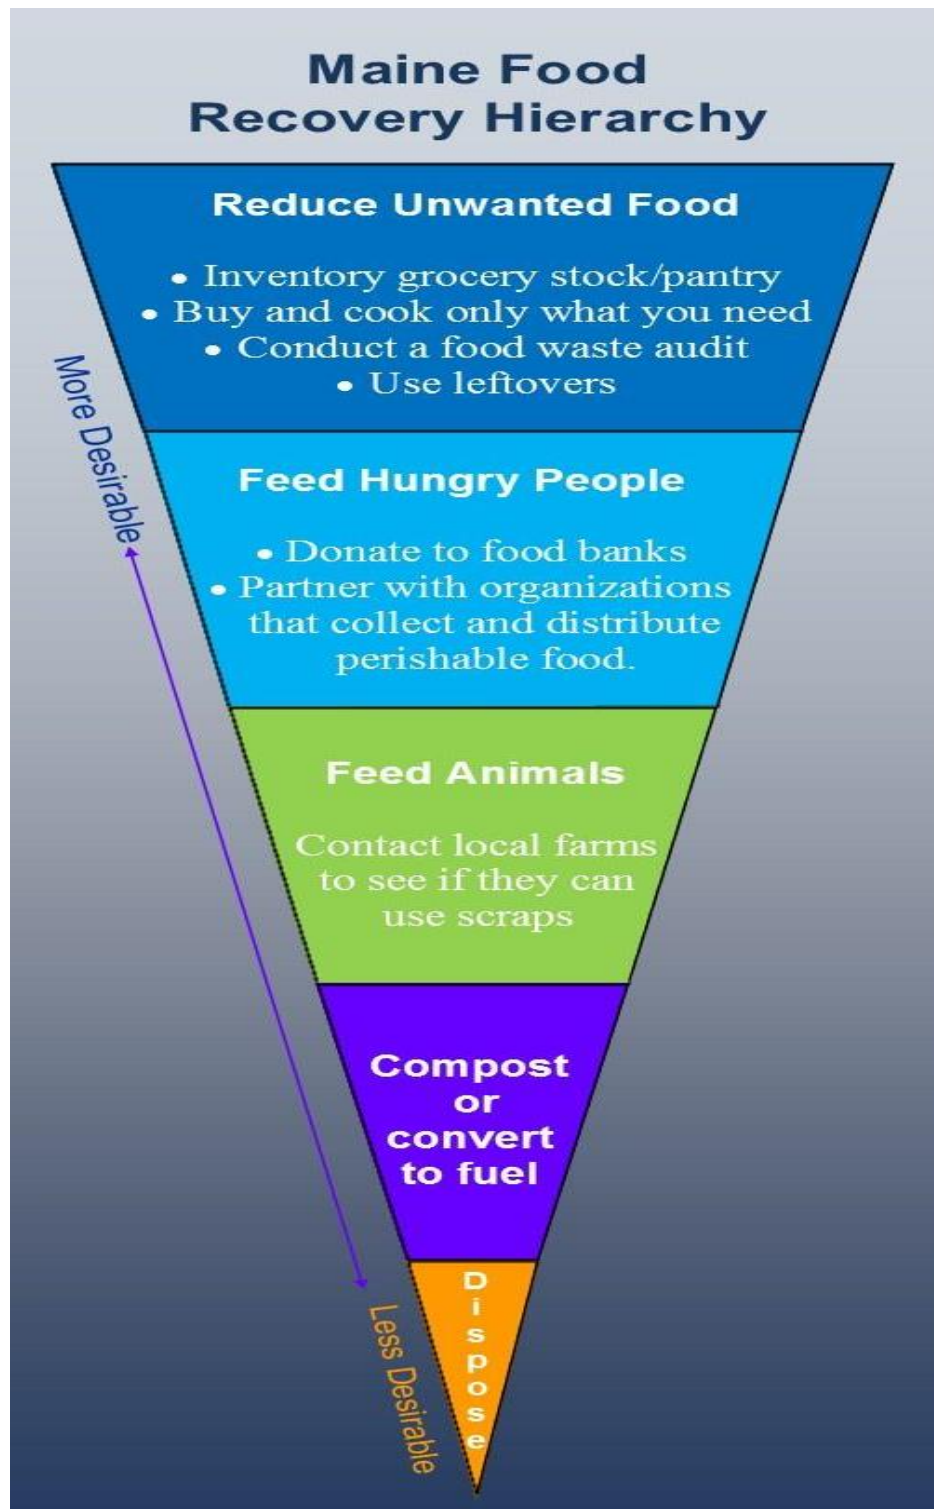 Maine Food
Recovery Hierarchy
Reduce Unwanted Food
• Inventory grocery stock/pantry
• Buy and cook only what you need
• Conduct a food waste audit
• Use leftovers
More Desirable
Feed Hungry People
• Donate to food banks
• Partner with organizations
that collect and distribute
perishable food.
Feed Animals
Contact local farms
to see if they can
use scraps
Compost
or
convert
to fuel
Less Desirable
Dispose